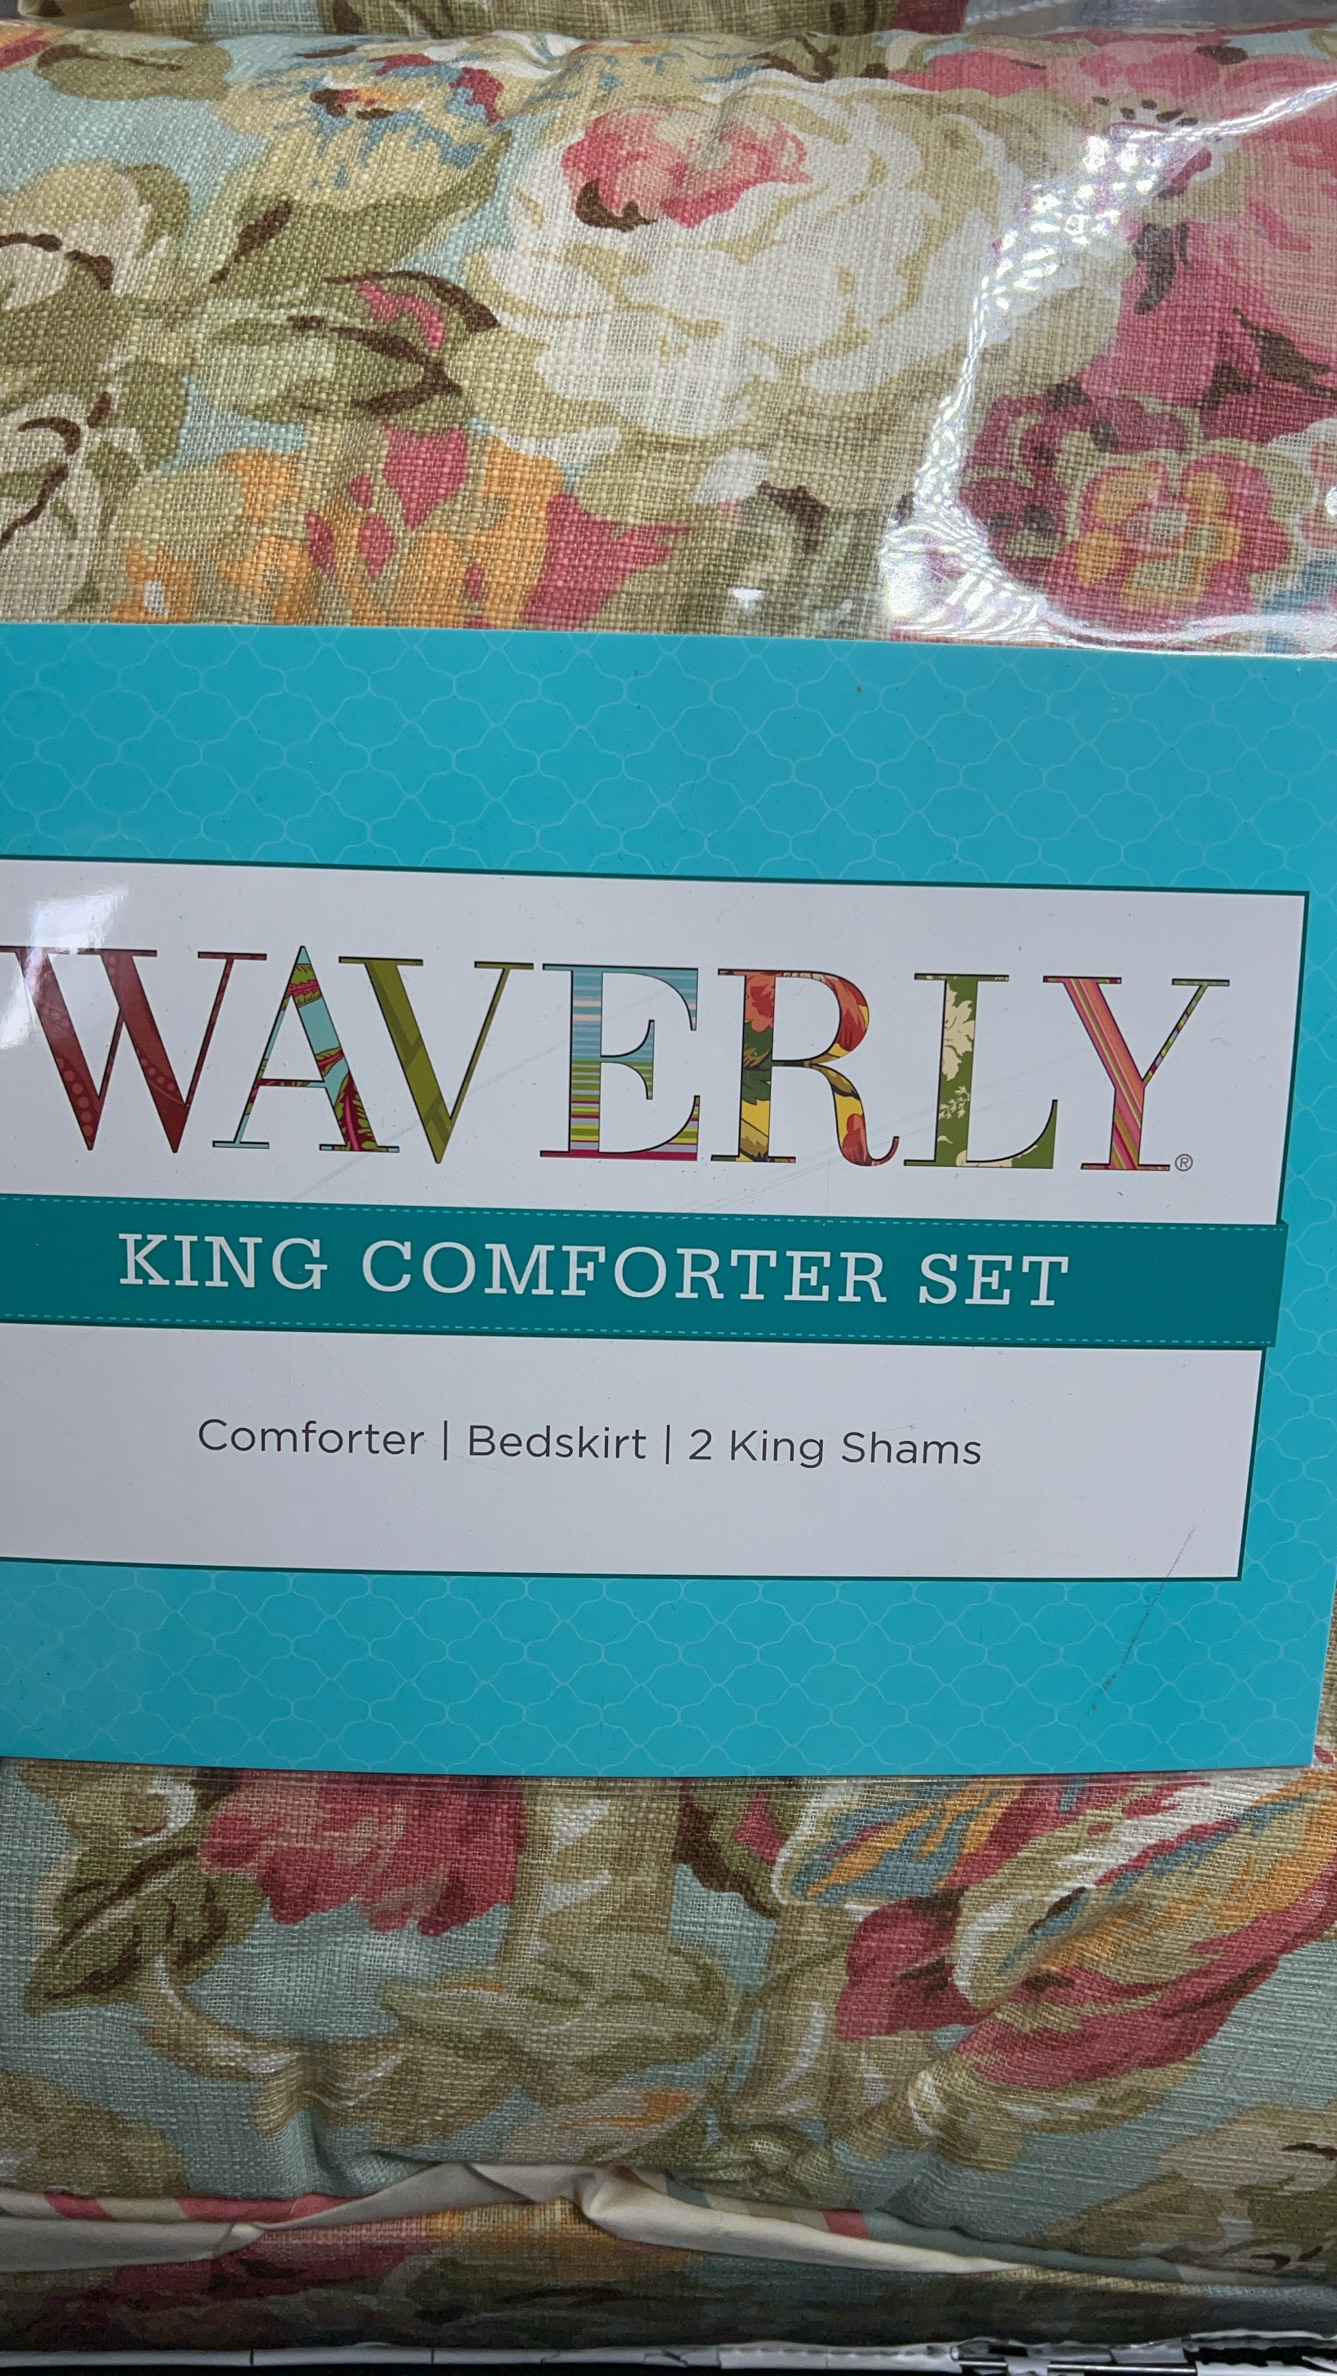 WAVERLY®
KING COMFORTER SET
Comforter | Bedskirt | 2 King Shams